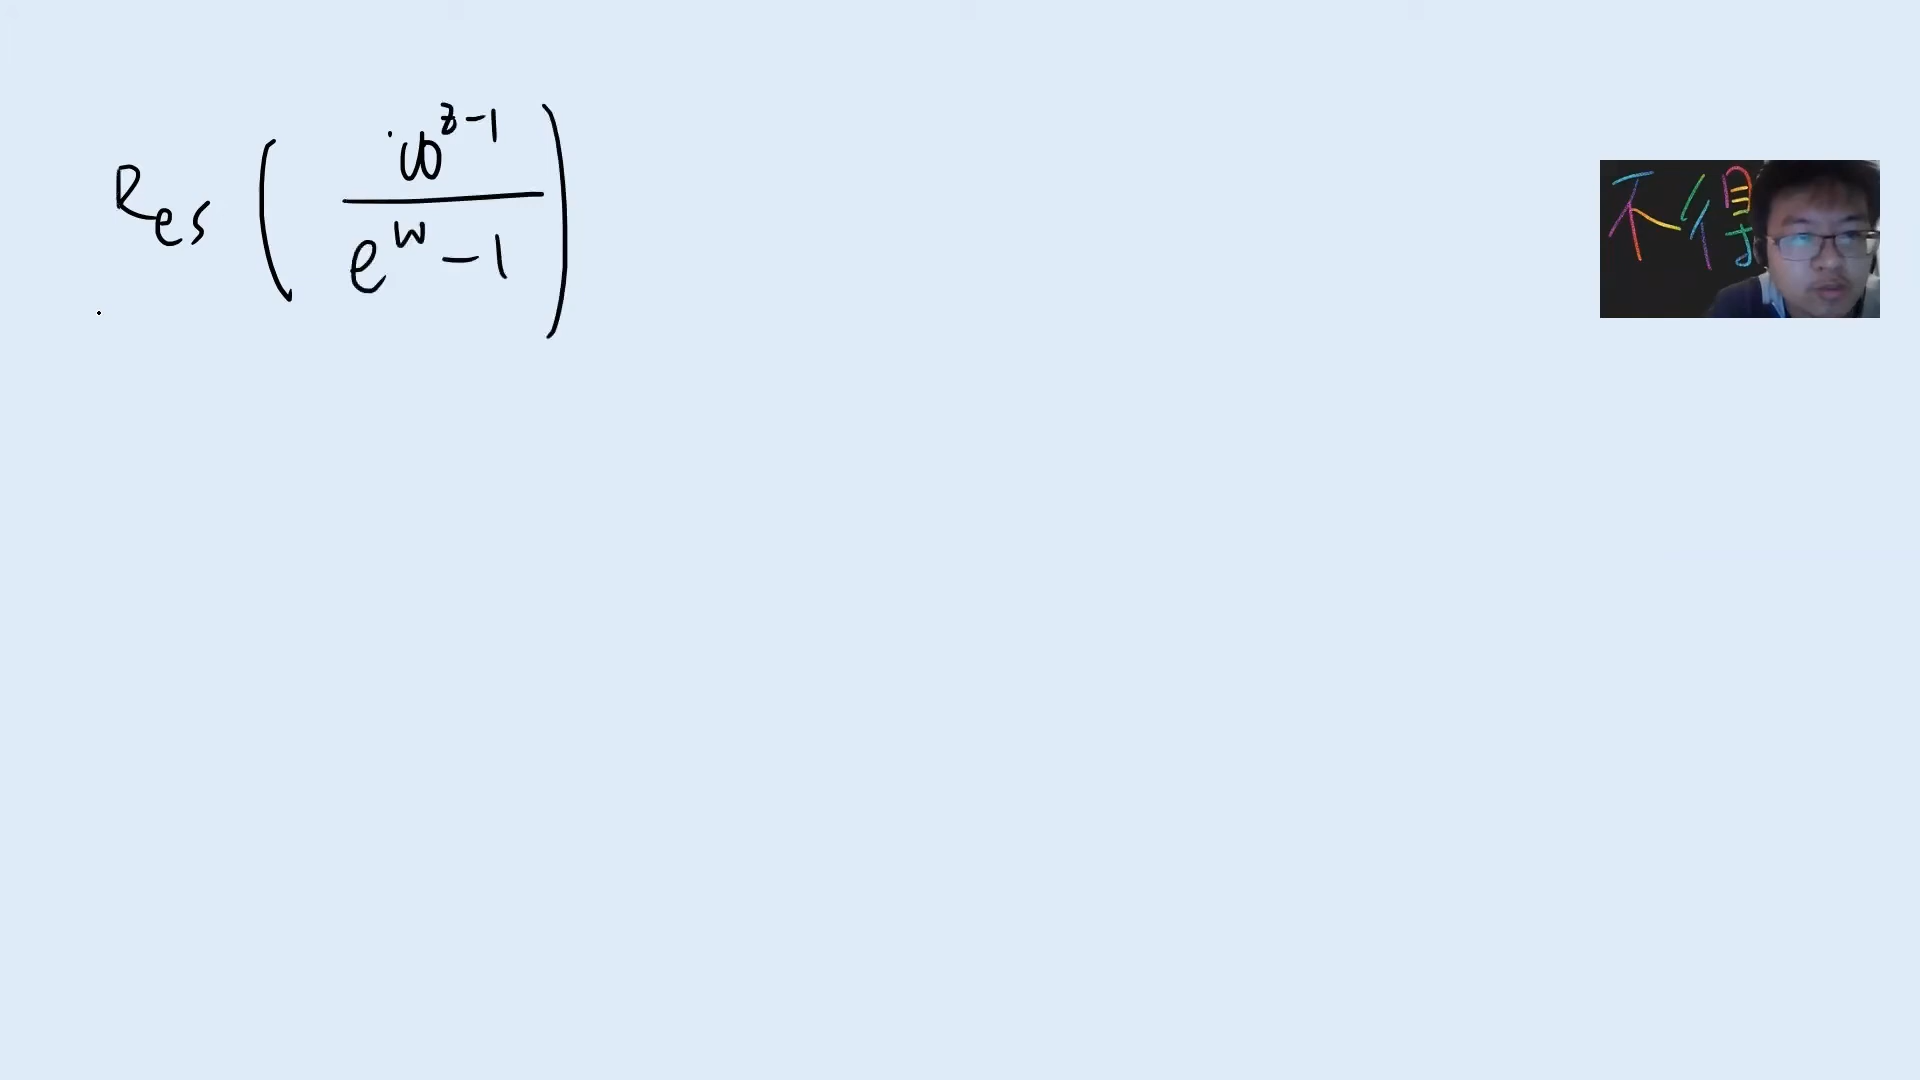 Res ( w^{z-1} / (e^w - 1) )
不得